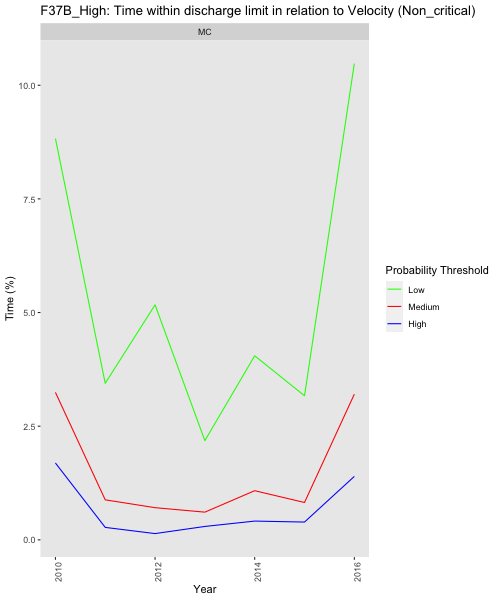 F37B_High: Time within discharge limit in relation to Velocity (Non_critical)
MC
10.0
7.5
5.0
2.5
0.0
Time (%)
2010
2012
2014
2016
Year
Probability Threshold
Low
Medium
High